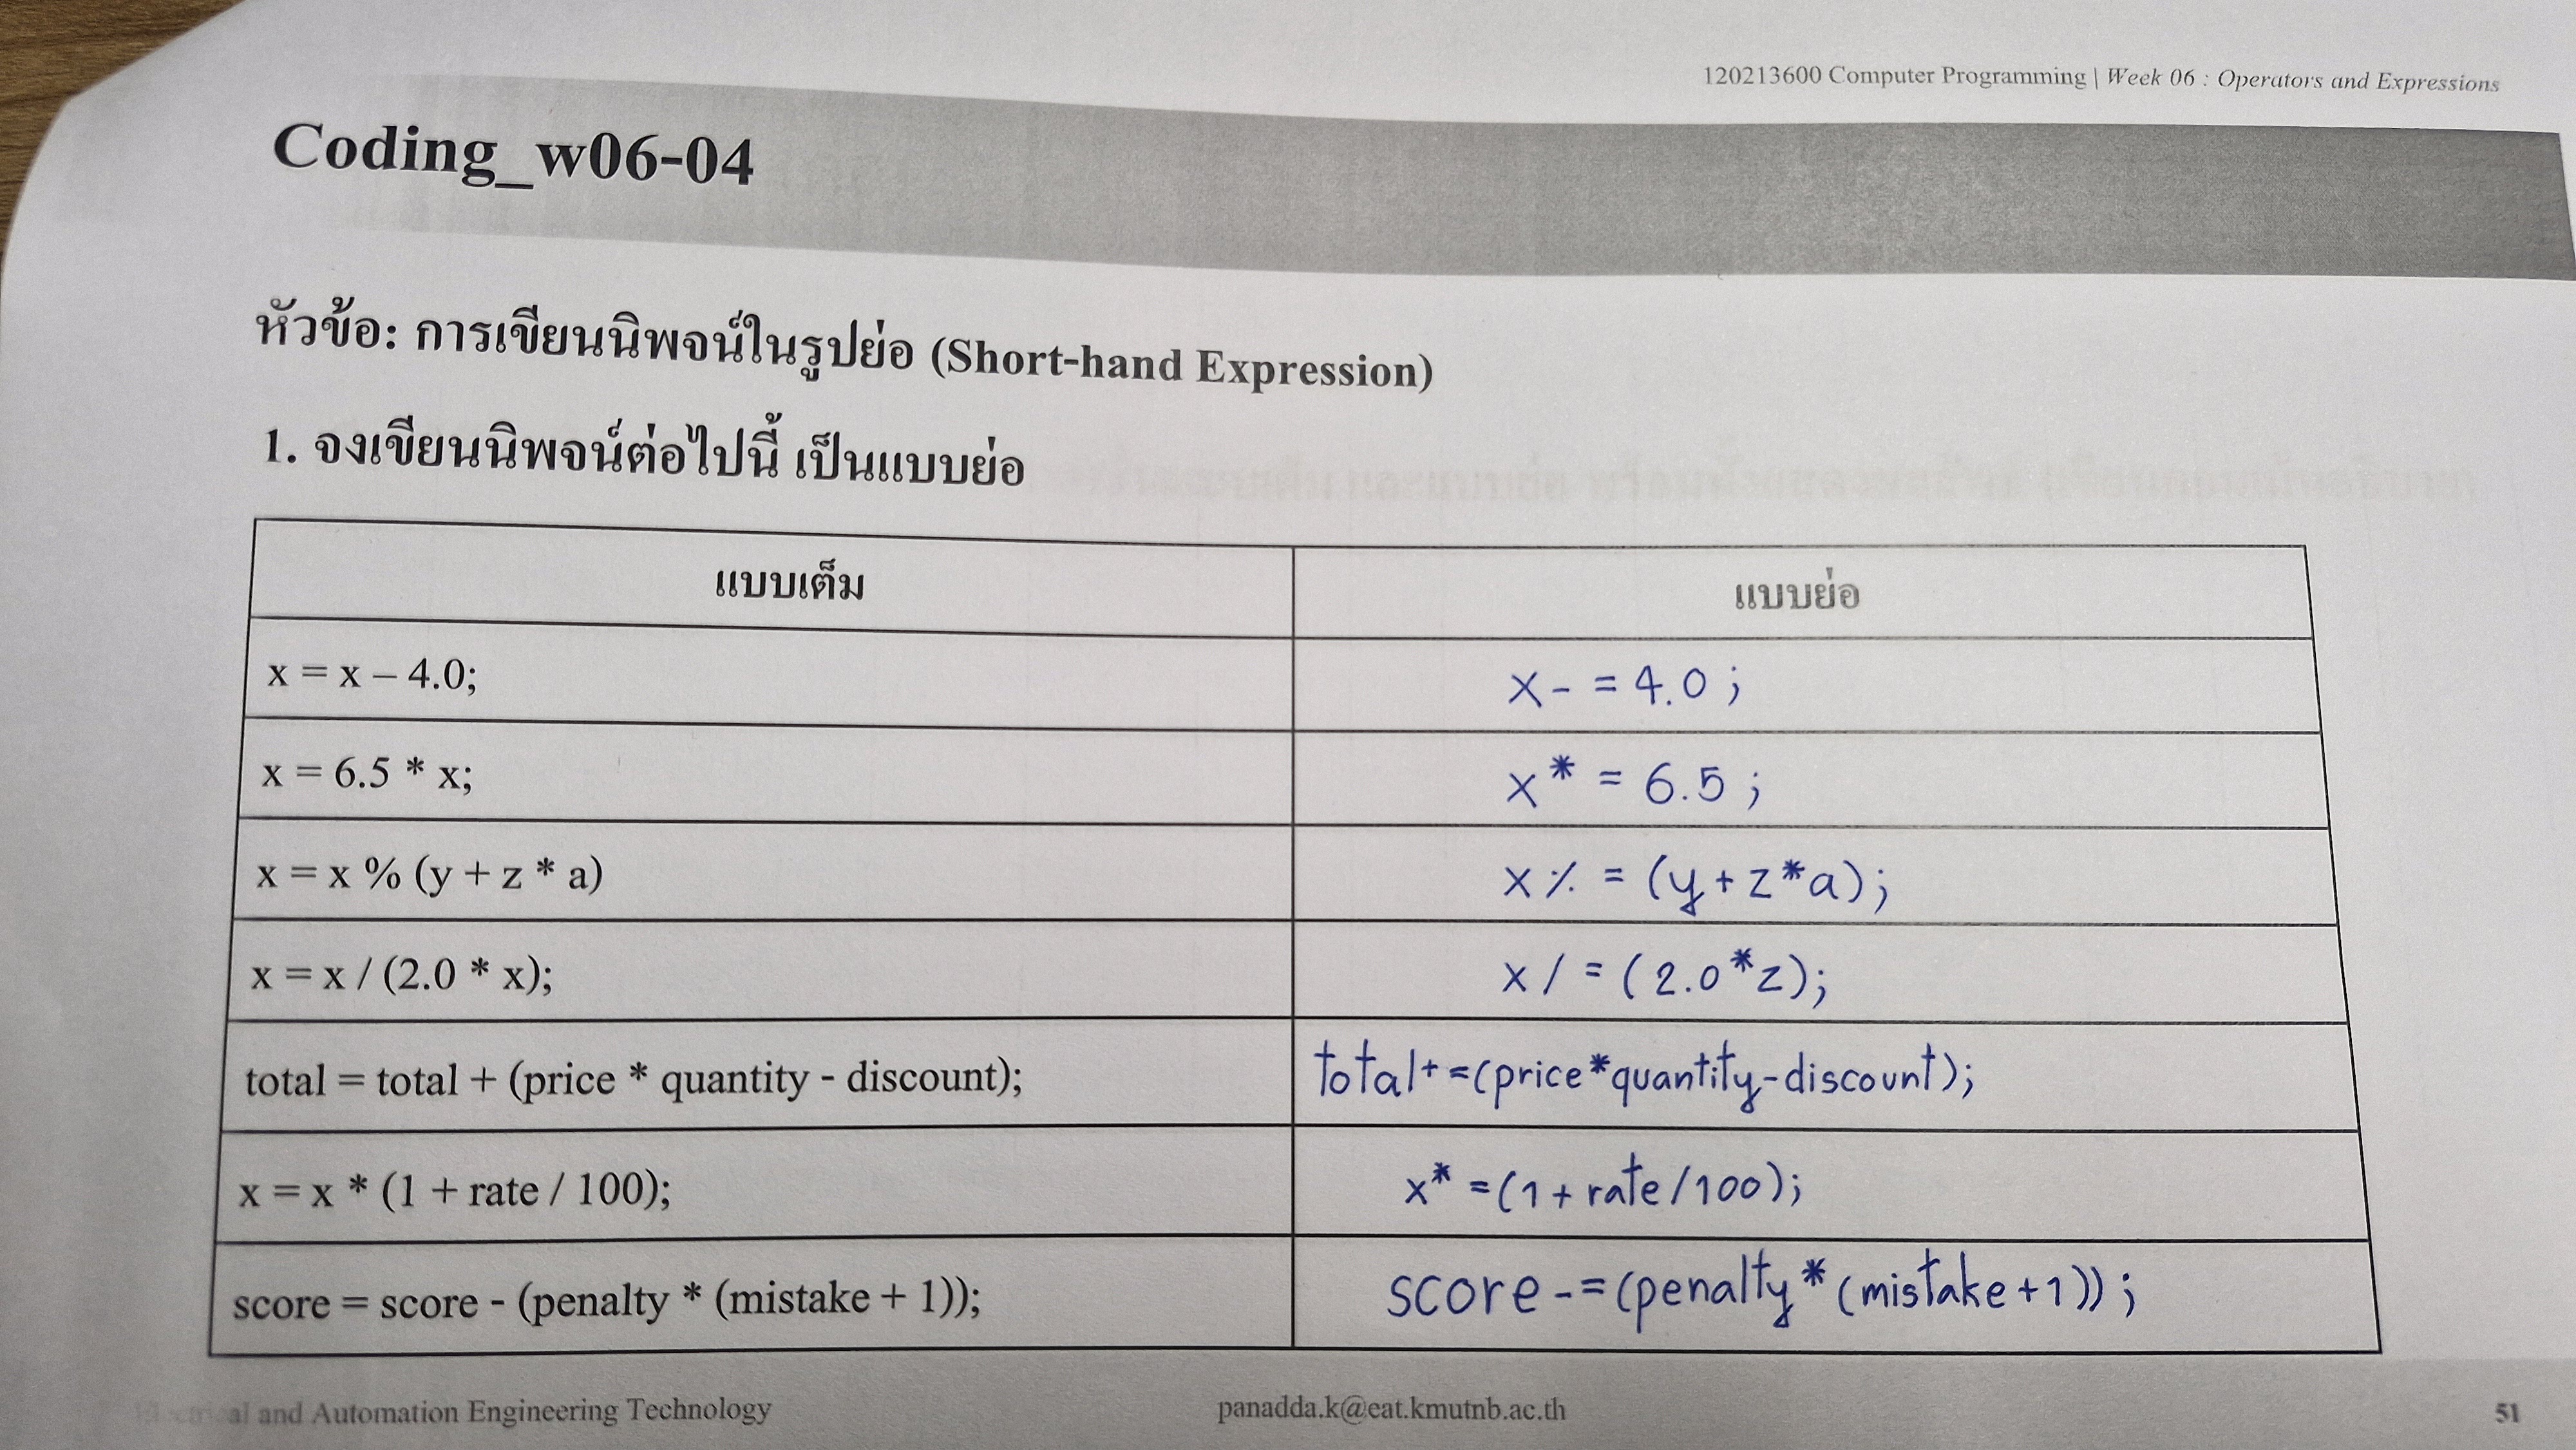 120213600 Computer Programming | Week 06 : Operators and Expressions
Coding_w06-04
หัวข้อ: การเขียนนิพจน์ในรูปย่อ (Short-hand Expression)
1. จงเขียนนิพจน์ต่อไปนี้ เป็นแบบย่อ
แบบเต็ม แบบย่อ
x = x – 4.0; x - = 4.0 ;
x = 6.5 * x; x * = 6.5 ;
x = x % (y + z * a) x % = (y+z*a);
x = x / (2.0 * x); x / = (2.0*z);
total = total + (price * quantity - discount); total+=(price*quantity-discount);
x = x * (1 + rate / 100); x* =(1+rate/100);
score = score - (penalty * (mistake + 1)); score -=(penalty*(mistake+1));
Electrical and Automation Engineering Technology panadda.k@eat.kmutnb.ac.th 51